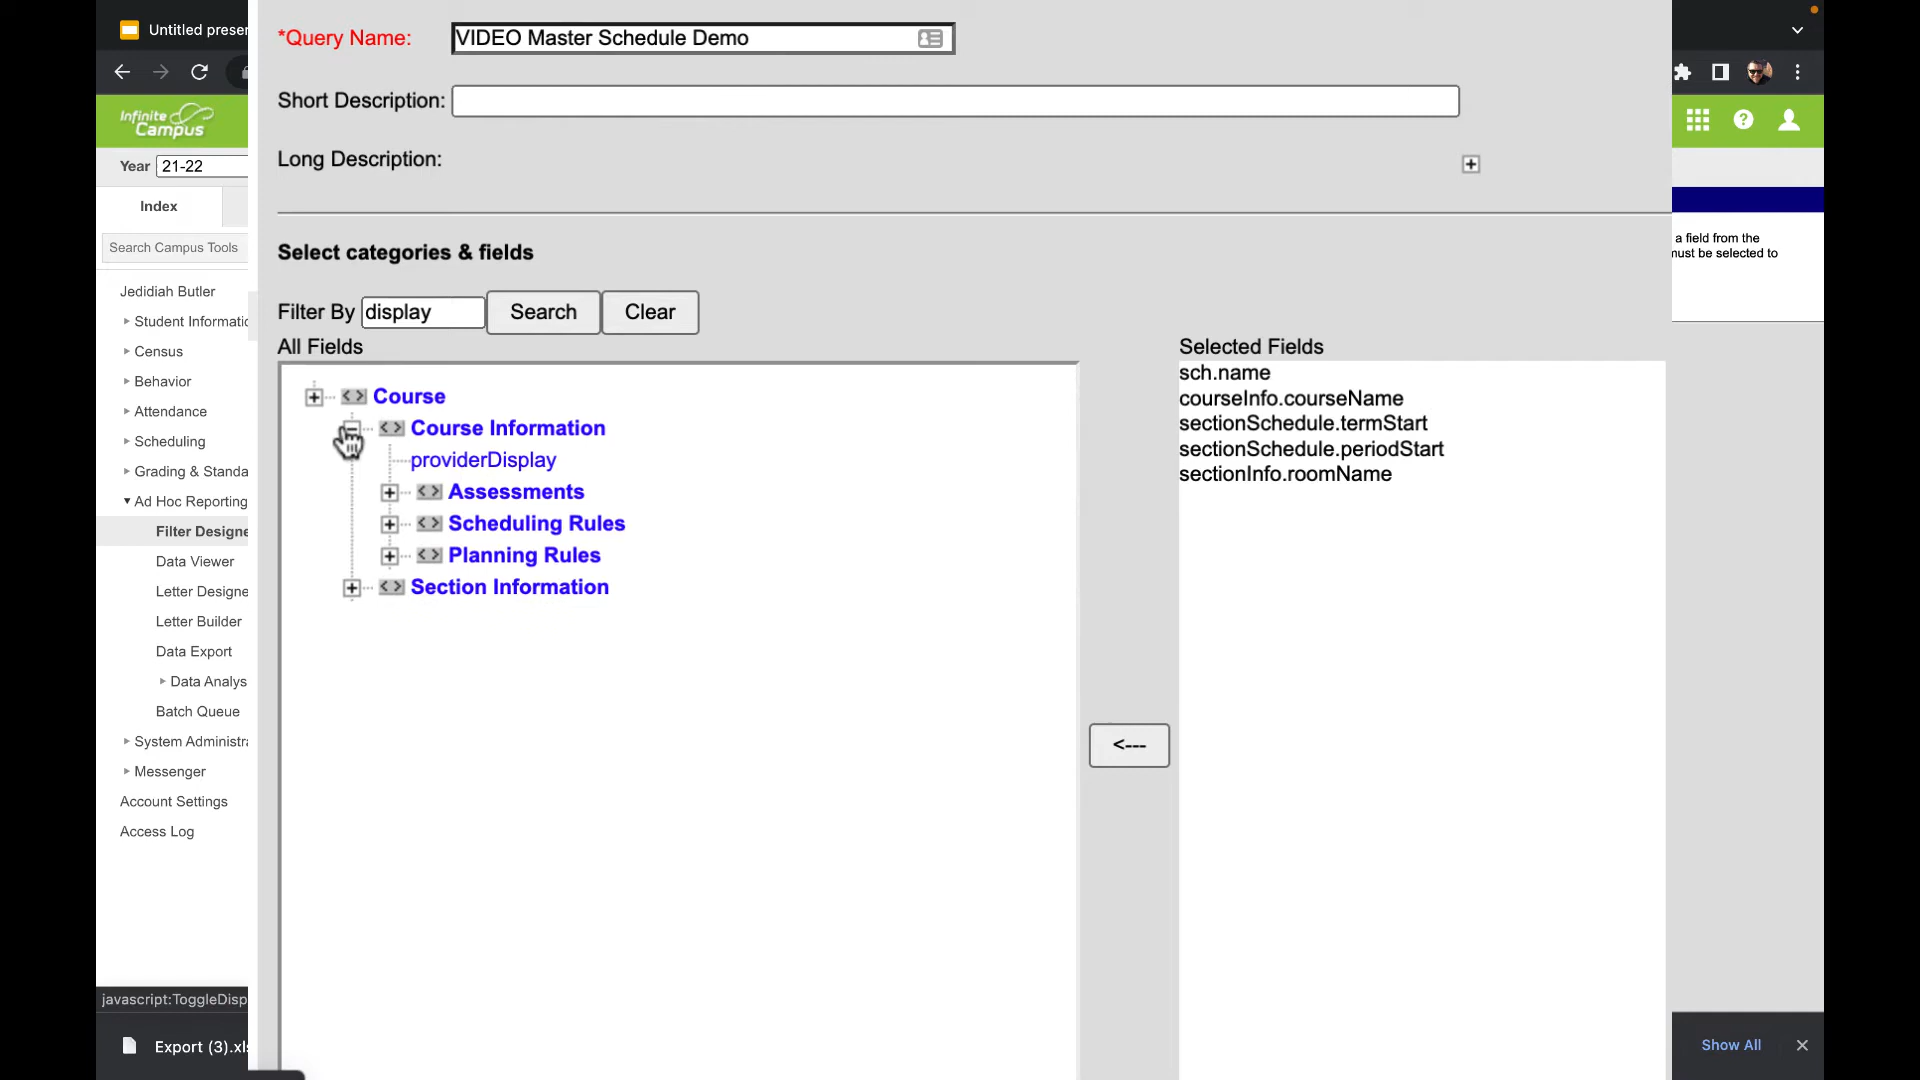 Untitled preser
*Query Name:
VIDEO Master Schedule Demo
Short Description:
Long Description:
Infinite
Campus
Year
21-22
Index
Search Campus Tools
Jedidiah Butler
Student Informatic
Census
Behavior
Attendance
Scheduling
Grading & Standa
Ad Hoc Reporting
Filter Designe
Data Viewer
Letter Designe
Letter Builder
Data Export
Data Analys
Batch Queue
System Administra
Messenger
Account Settings
Access Log
javascript:ToggleDisp
Export (3).xls
Select categories & fields
Filter By
display
Search
Clear
All Fields
Course
Course Information
providerDisplay
Assessments
Scheduling Rules
Planning Rules
Section Information
<---
Selected Fields
sch.name
courseInfo.courseName
sectionSchedule.termStart
sectionSchedule.periodStart
sectionInfo.roomName
a field from the
must be selected to
Show All